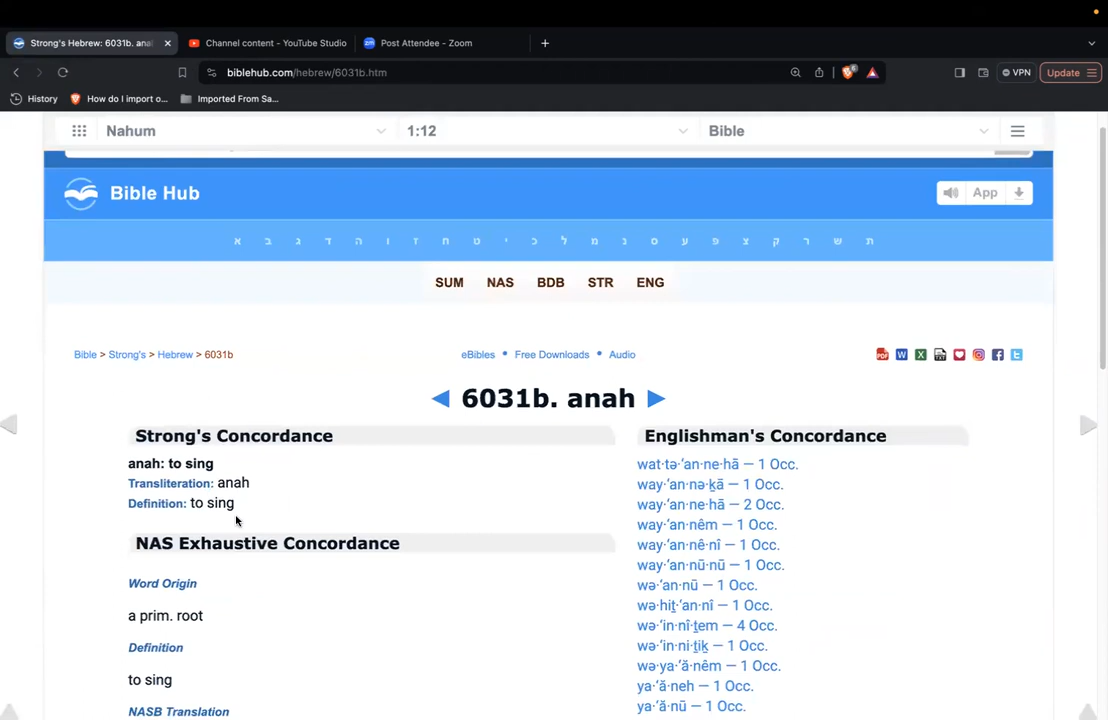 Strong's Hebrew: 6031b. ana
Channel content - YouTube Studio
Post Attendee - Zoom
biblehub.com/hebrew/6031b.htm
6
VPN
Update
History
How do I import o...
Imported From Sa...
Nahum
1:12
Bible
Bible Hub
App
א ב ג ד ה ו ז ח ט י כ ל מ נ ס ע פ צ ק ר ש ת
SUM NAS BDB STR ENG
Bible > Strong's > Hebrew > 6031b
eBibles • Free Downloads • Audio
◀ 6031b. anah ▶
Strong's Concordance
anah: to sing
Transliteration: anah
Definition: to sing
NAS Exhaustive Concordance
Word Origin
a prim. root
Definition
to sing
NASB Translation
Englishman's Concordance
wat·tə·‘an·ne·hā — 1 Occ.
way·‘an·nə·ḵā — 1 Occ.
way·‘an·ne·hā — 2 Occ.
way·‘an·nêm — 1 Occ.
way·‘an·nê·nî — 1 Occ.
way·‘an·nū·nū — 1 Occ.
wə·‘an·nū — 1 Occ.
wə·hiṯ·‘an·nî — 1 Occ.
wə·‘in·nî·ṯem — 4 Occ.
wə·‘in·ni·ṯiḵ — 1 Occ.
wə·ya·‘ă·nêm — 1 Occ.
ya·‘ă·neh — 1 Occ.
ya·‘ă·nū — 1 Occ.